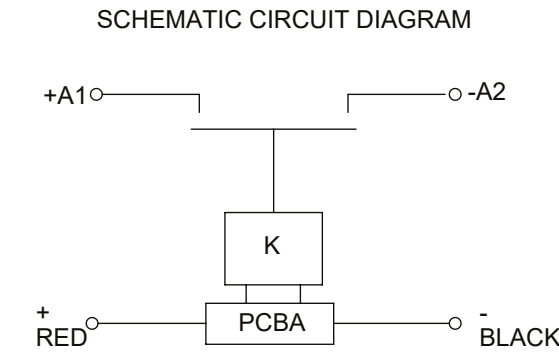 SCHEMATIC CIRCUIT DIAGRAM
+A1
-A2
K
+
RED
PCBA
-
BLACK